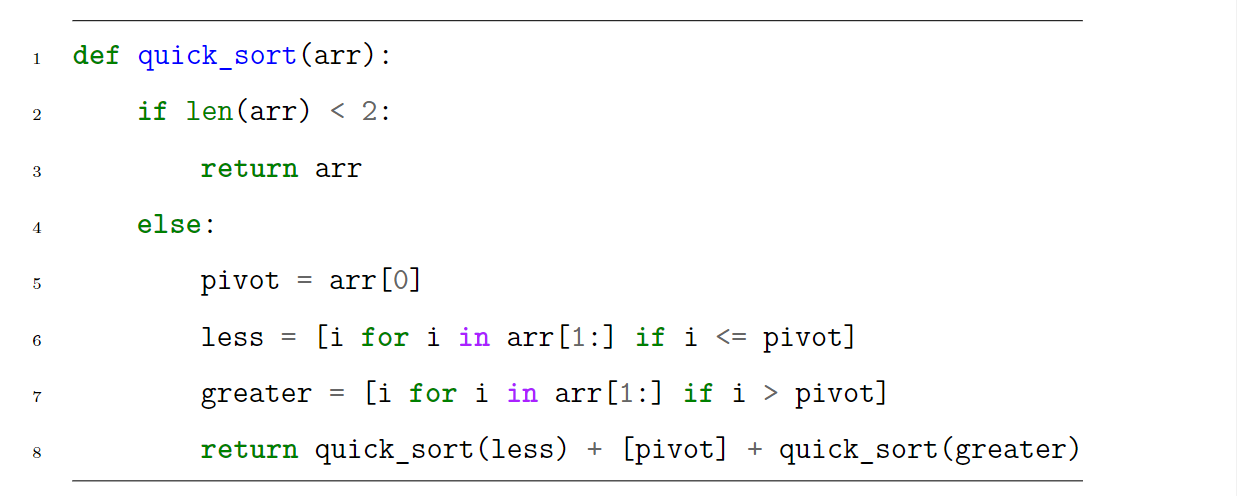 1 def quick_sort(arr):
2     if len(arr) < 2:
3         return arr
4     else:
5         pivot = arr[0]
6         less = [i for i in arr[1:] if i <= pivot]
7         greater = [i for i in arr[1:] if i > pivot]
8         return quick_sort(less) + [pivot] + quick_sort(greater)